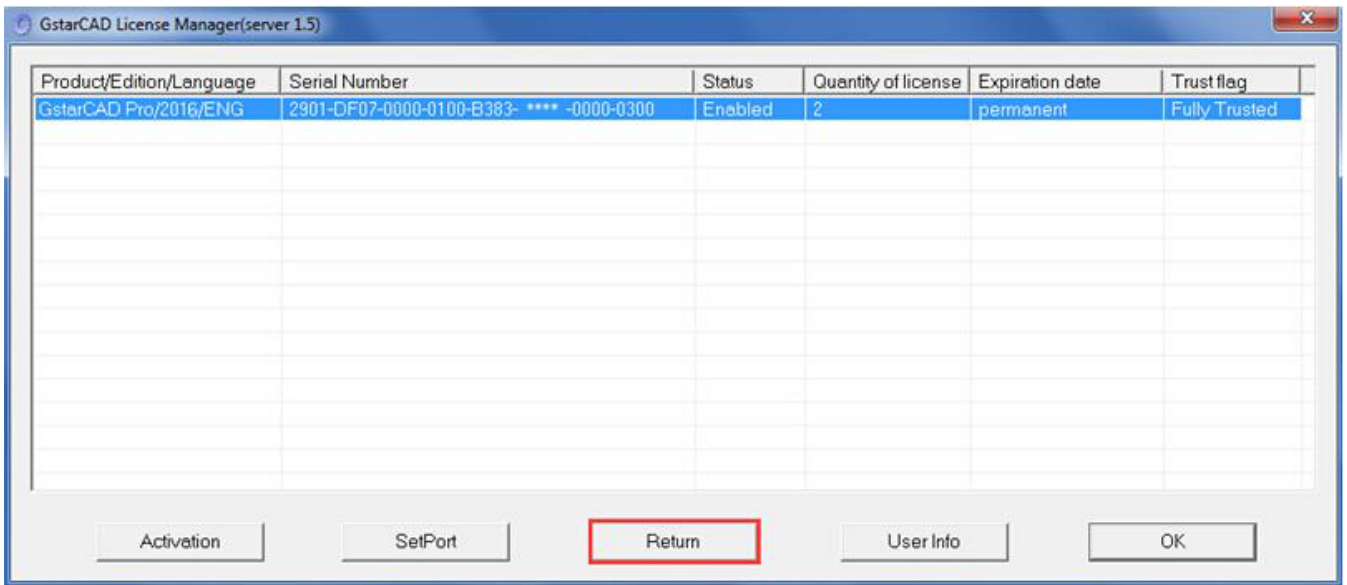 GstarCAD License Manager(server 1.5)
Product/Edition/Language Serial Number Status Quantity of license Expiration date Trust flag
GstarCAD Pro/2016/ENG 2901-DF07-0000-0100-B383- **** -0000-0300 Enabled 2 permanent Fully Trusted
Activation SetPort Return User Info OK